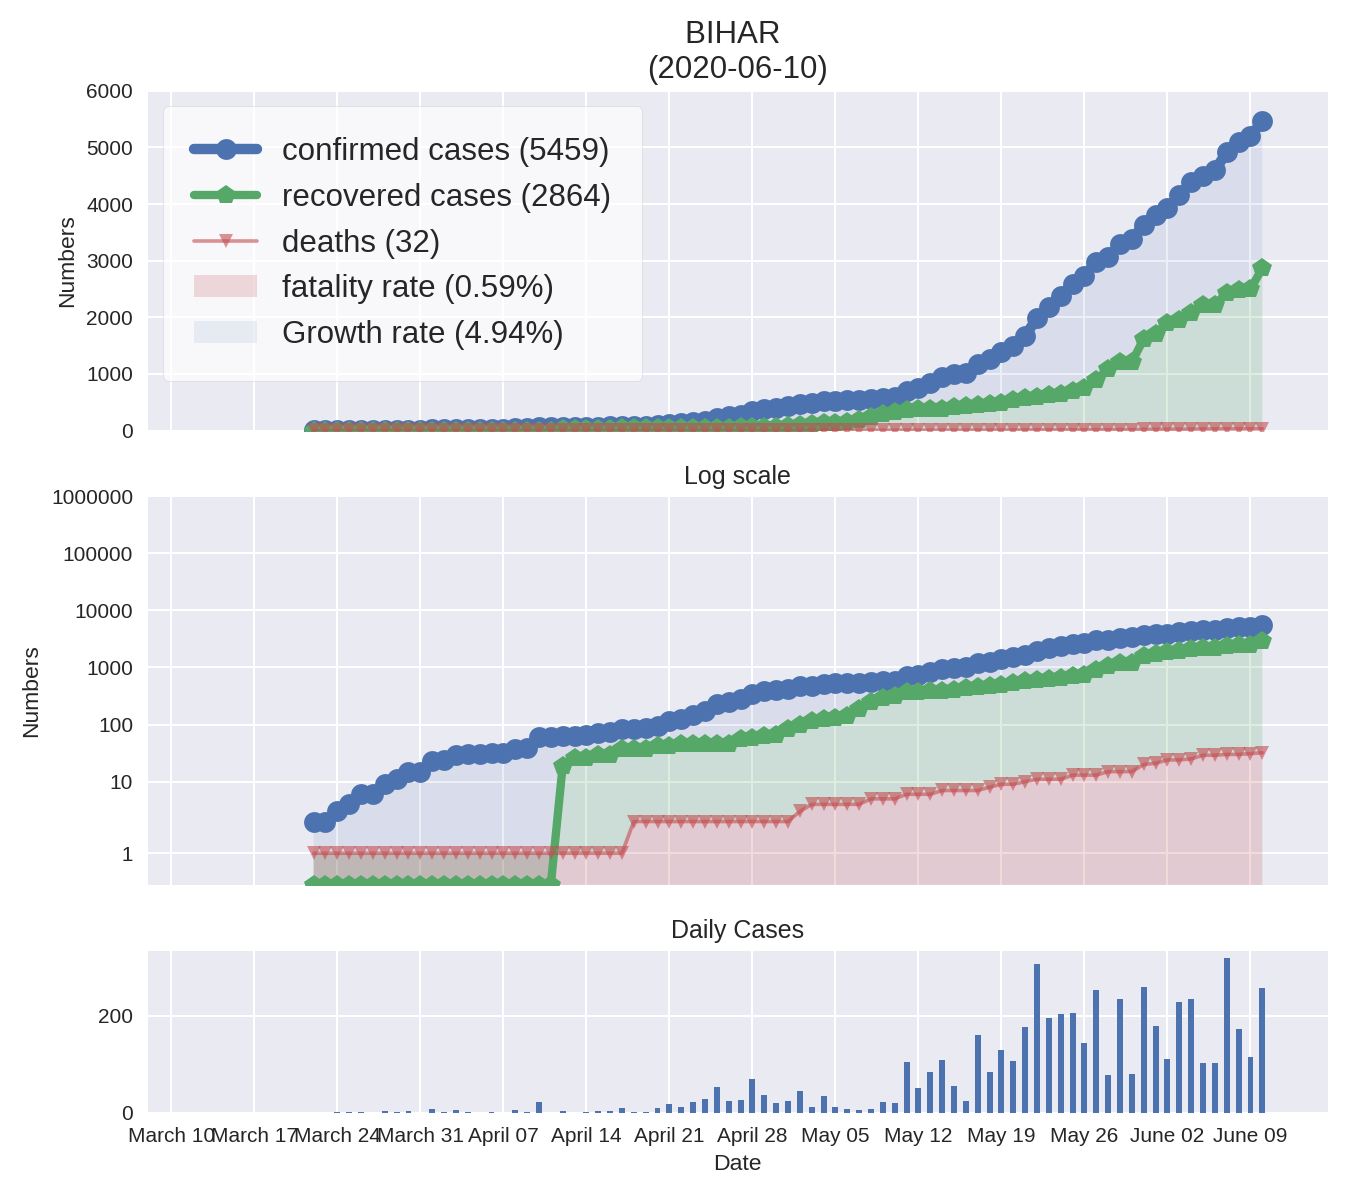 BIHAR
(2020-06-10)
6000
5000
4000
3000
2000
1000
0
Numbers
confirmed cases (5459)
recovered cases (2864)
deaths (32)
fatality rate (0.59%)
Growth rate (4.94%)
Log scale
1000000
100000
10000
1000
100
10
1
Numbers
Daily Cases
200
0
March 10 March 17 March 24 March 31 April 07 April 14 April 21 April 28 May 05 May 12 May 19 May 26 June 02 June 09
Date